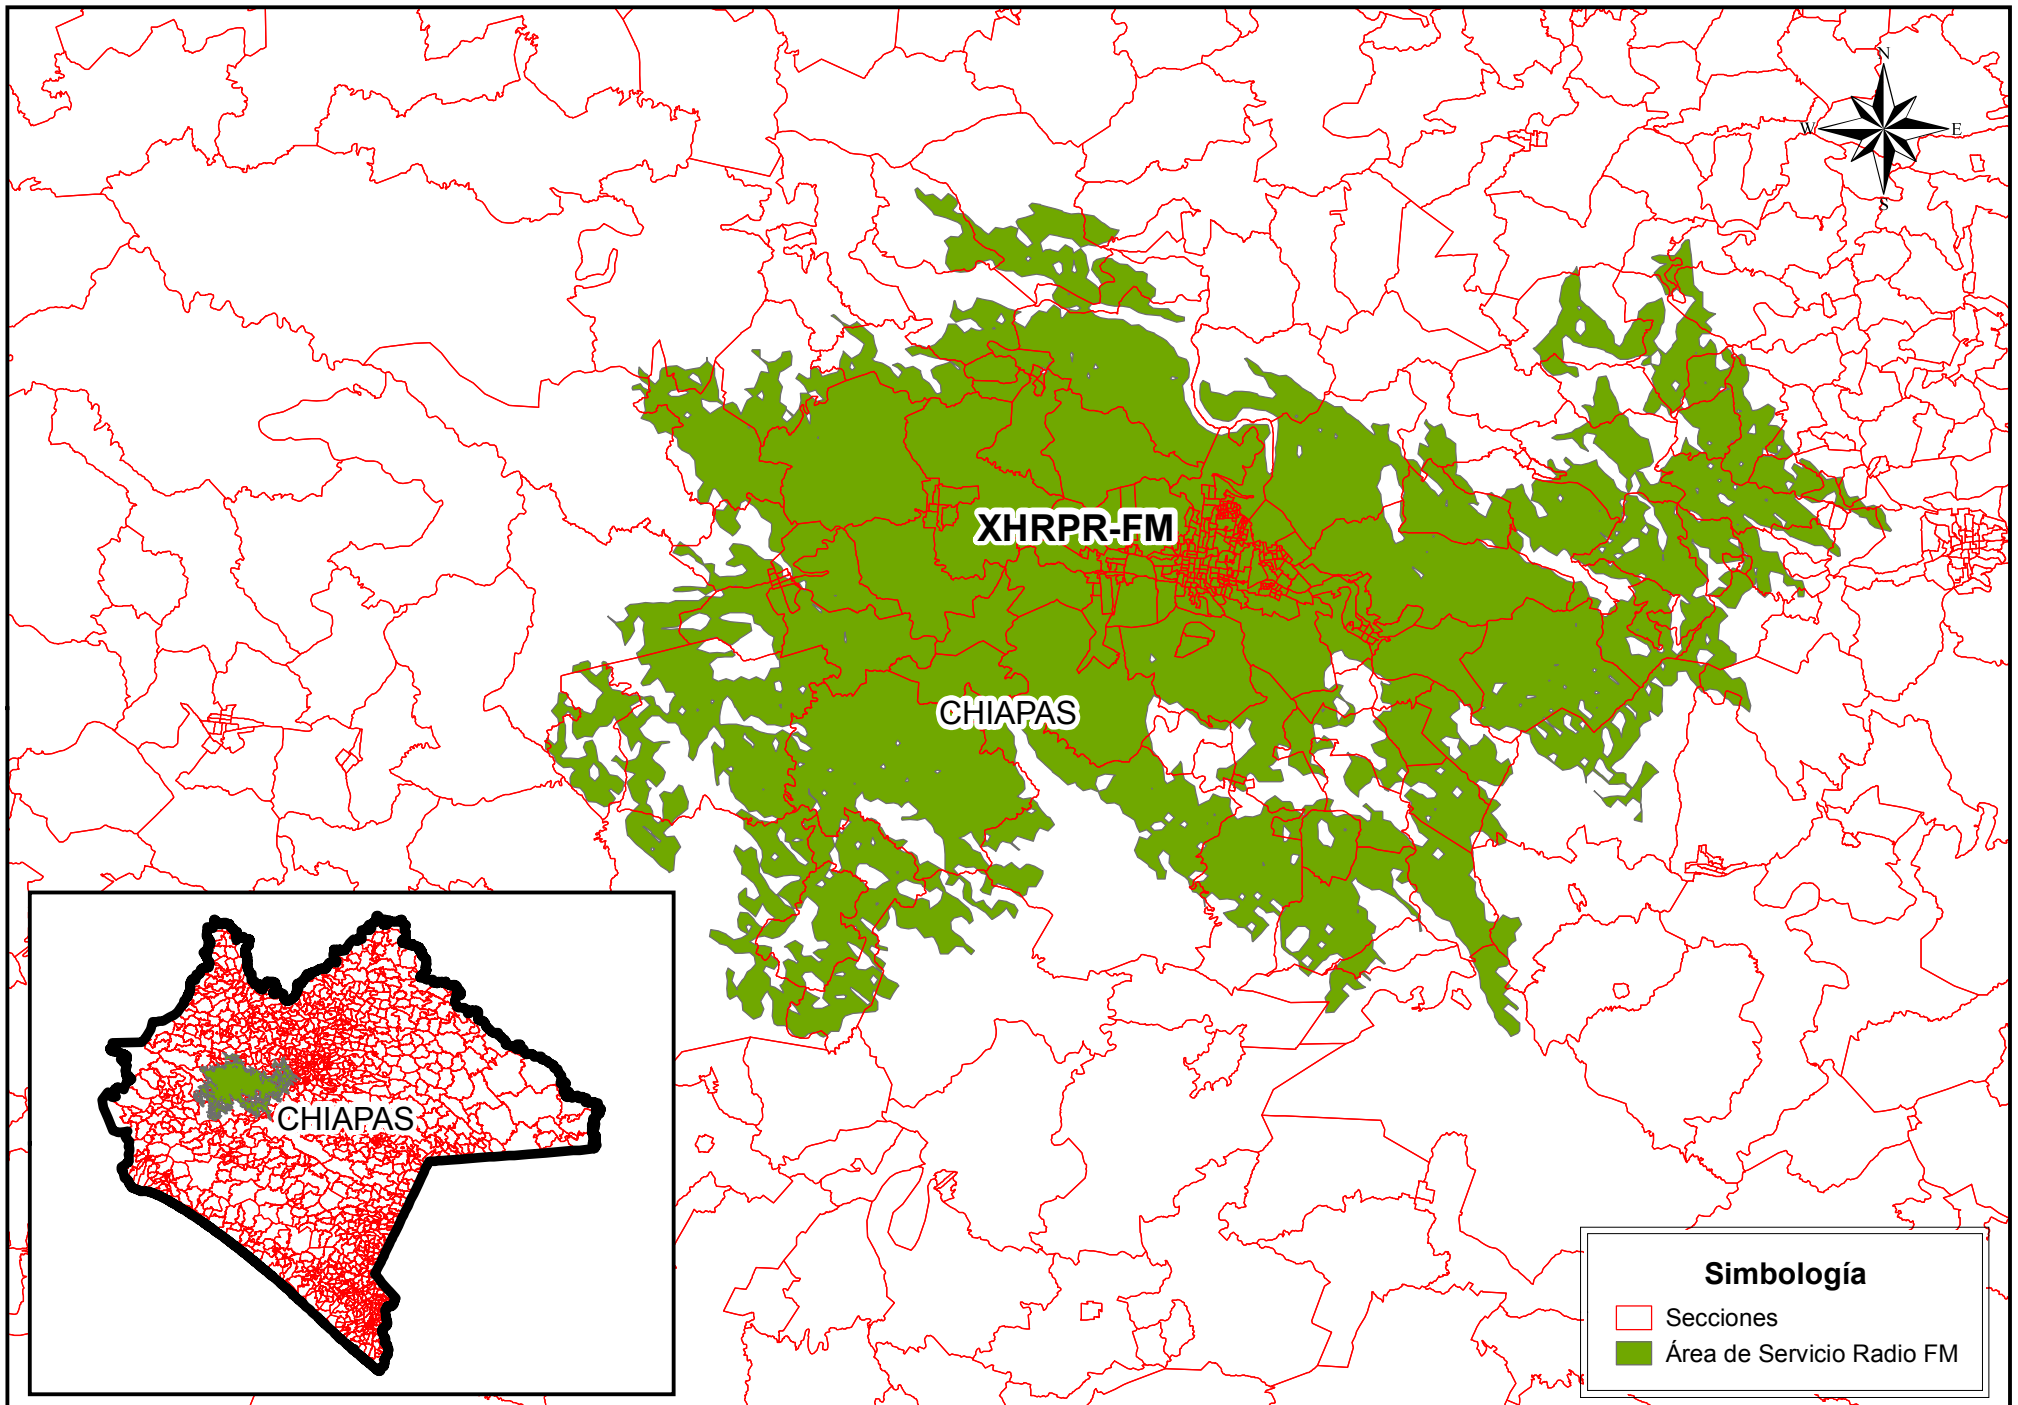 N
W E
S
XHRPR-FM
CHIAPAS
CHIAPAS
Simbología
Secciones
Área de Servicio Radio FM